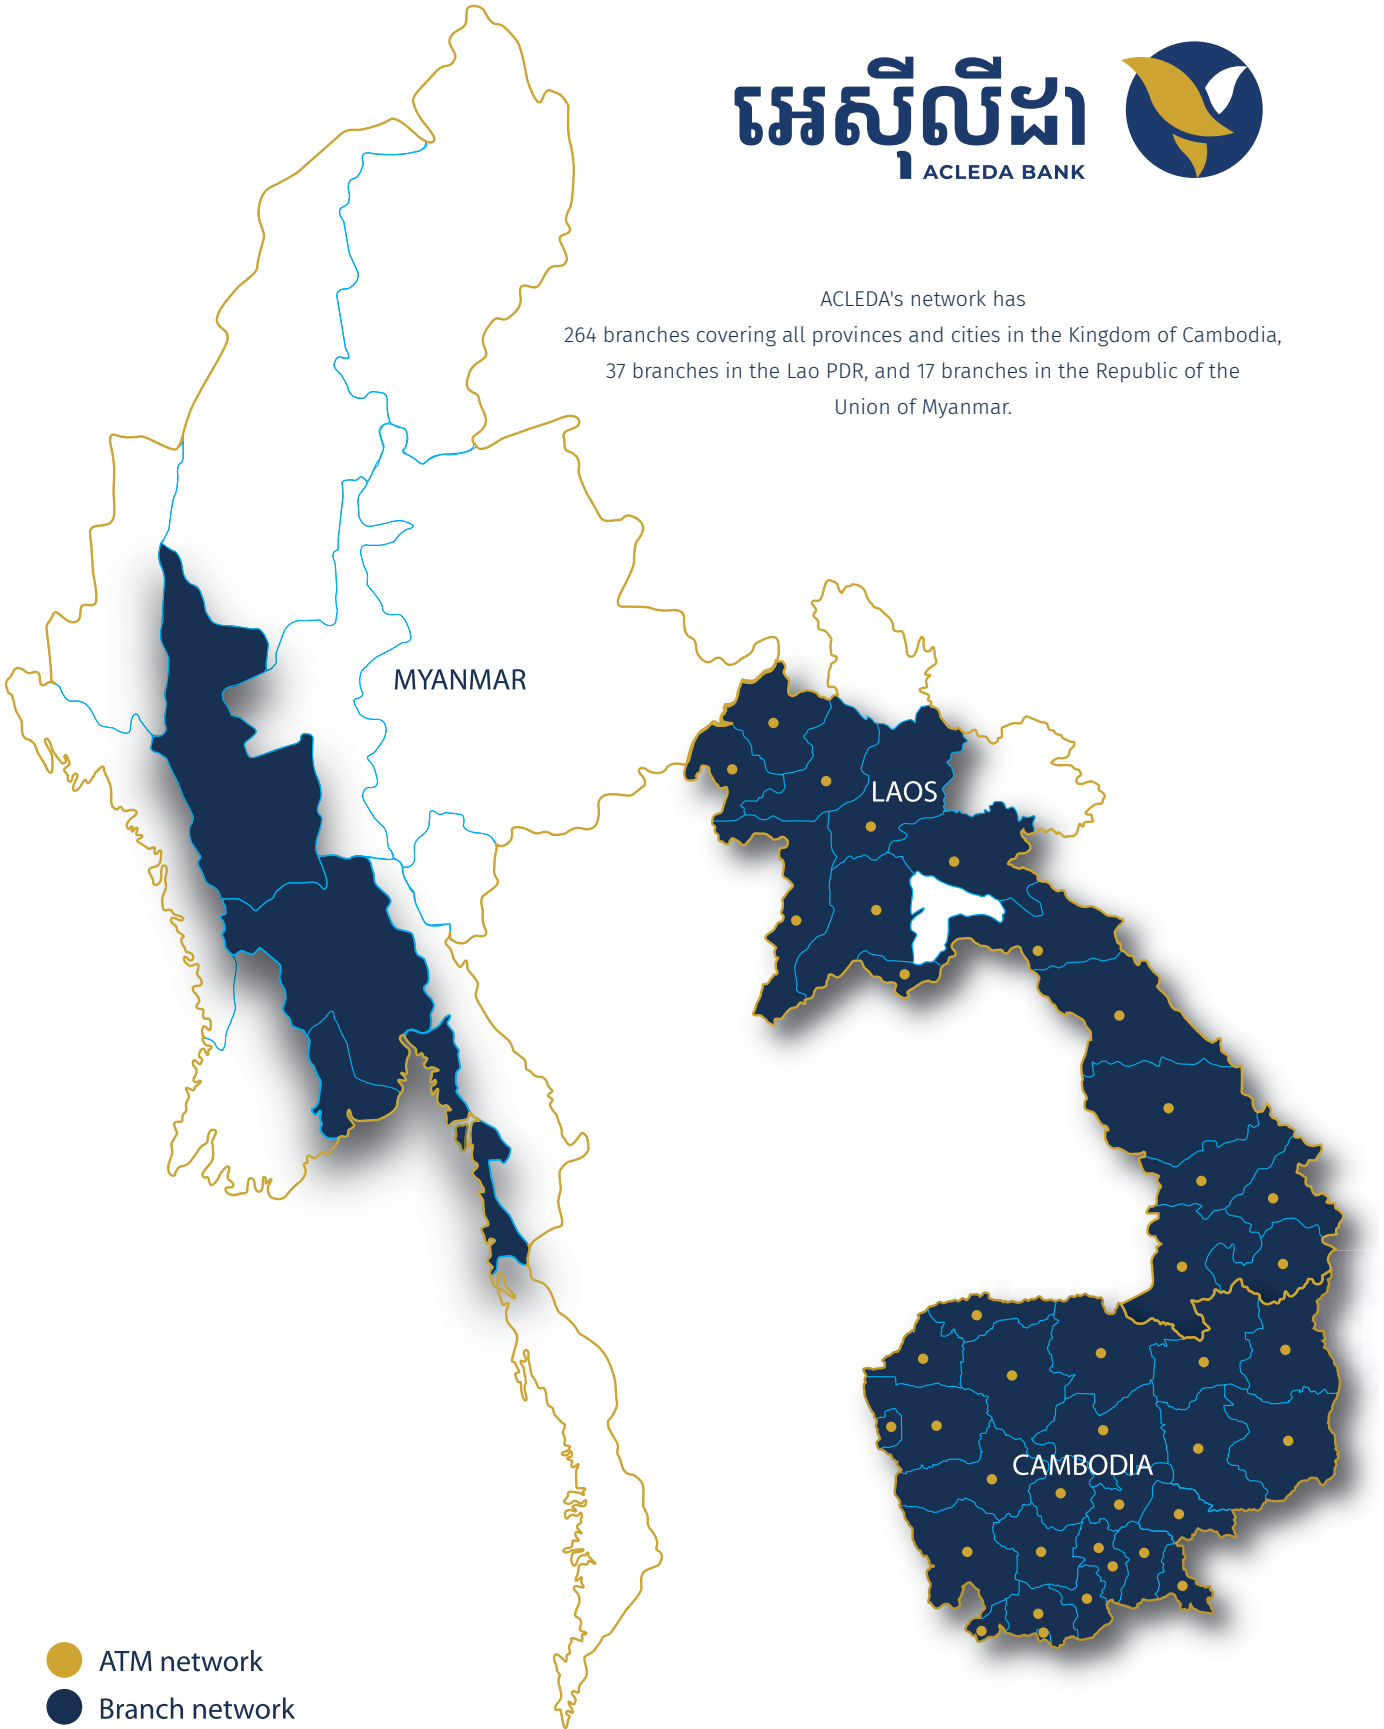 អេស៊ីលីដា
ACLEDA BANK
ACLEDA's network has
264 branches covering all provinces and cities in the Kingdom of Cambodia,
37 branches in the Lao PDR, and 17 branches in the Republic of the
Union of Myanmar.
MYANMAR
LAOS
CAMBODIA
ATM network
Branch network